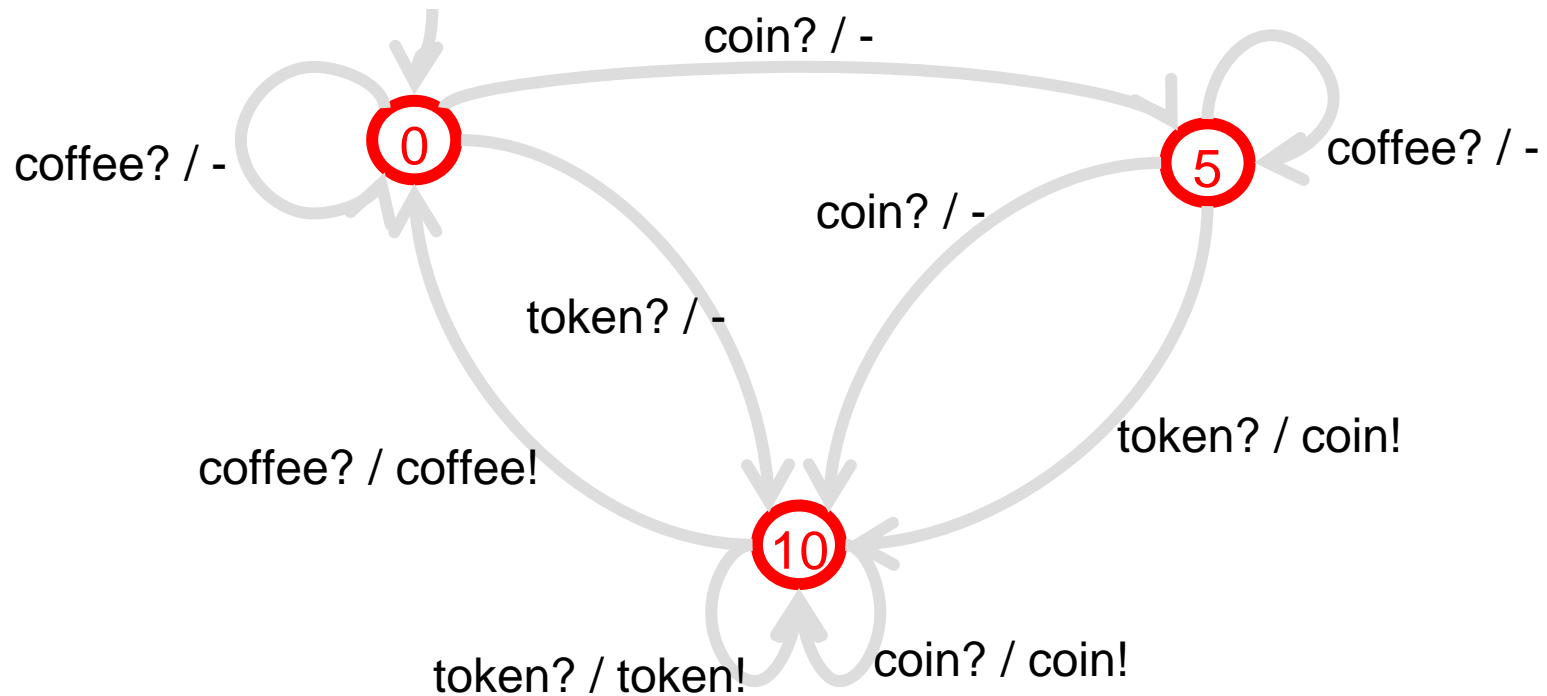 coin? / -
0
coffee? / -
5
coffee? / -
coin? / -
token? / -
token? / coin!
coffee? / coffee!
10
token? / token!
coin? / coin!